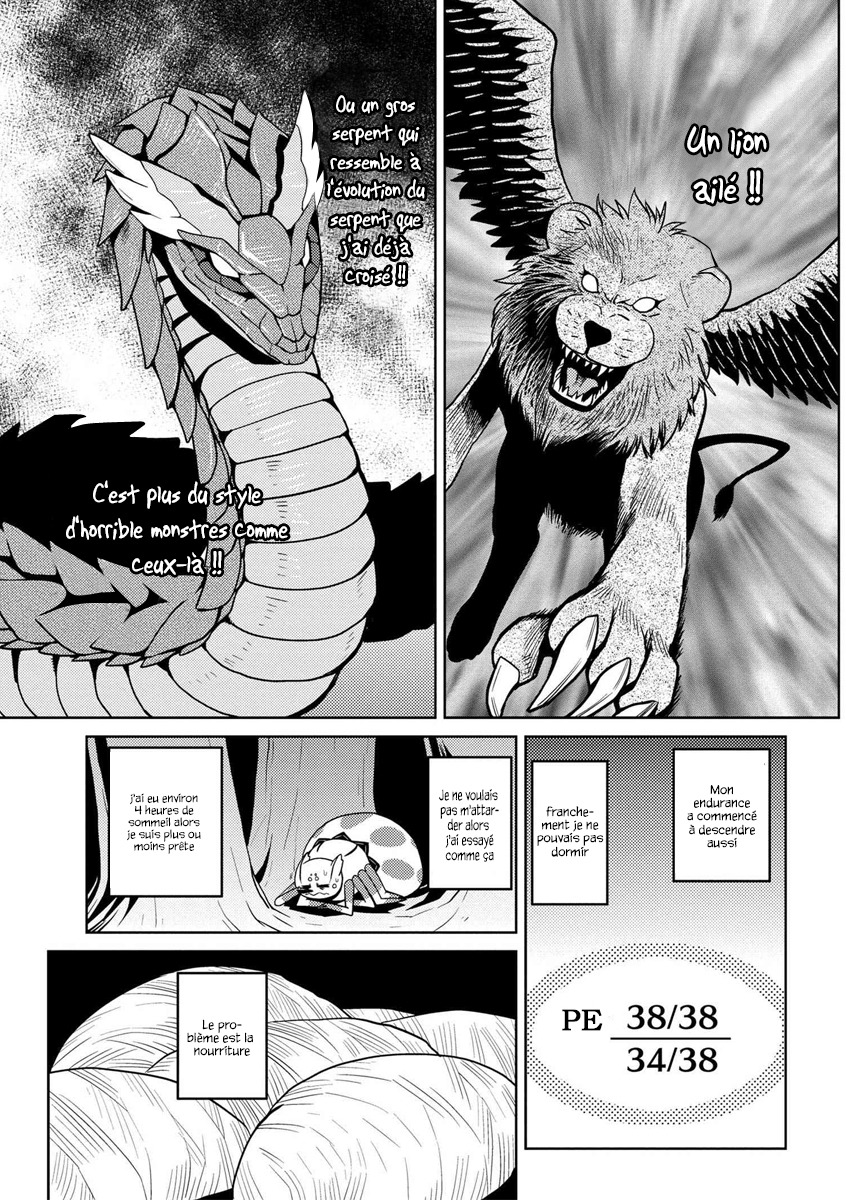 Un lion
ailé !!
Ou un gros
serpent qui
ressemble à
l'évolution du
serpent que
j'ai déjà
croisé !!
C'est plus du style
d'horrible monstres comme
ceux-là !!
Mon
endurance
a commencé
à descendre
aussi
franche-
ment je ne
pouvais pas
dormir
PE 38/38
34/38
Je ne voulais
pas m'attar-
der alors
j'ai essayé
comme ça
j'ai eu environ
4 heures de
sommeil alors
je suis plus ou
moins prête
Le pro-
blème est la
nourriture